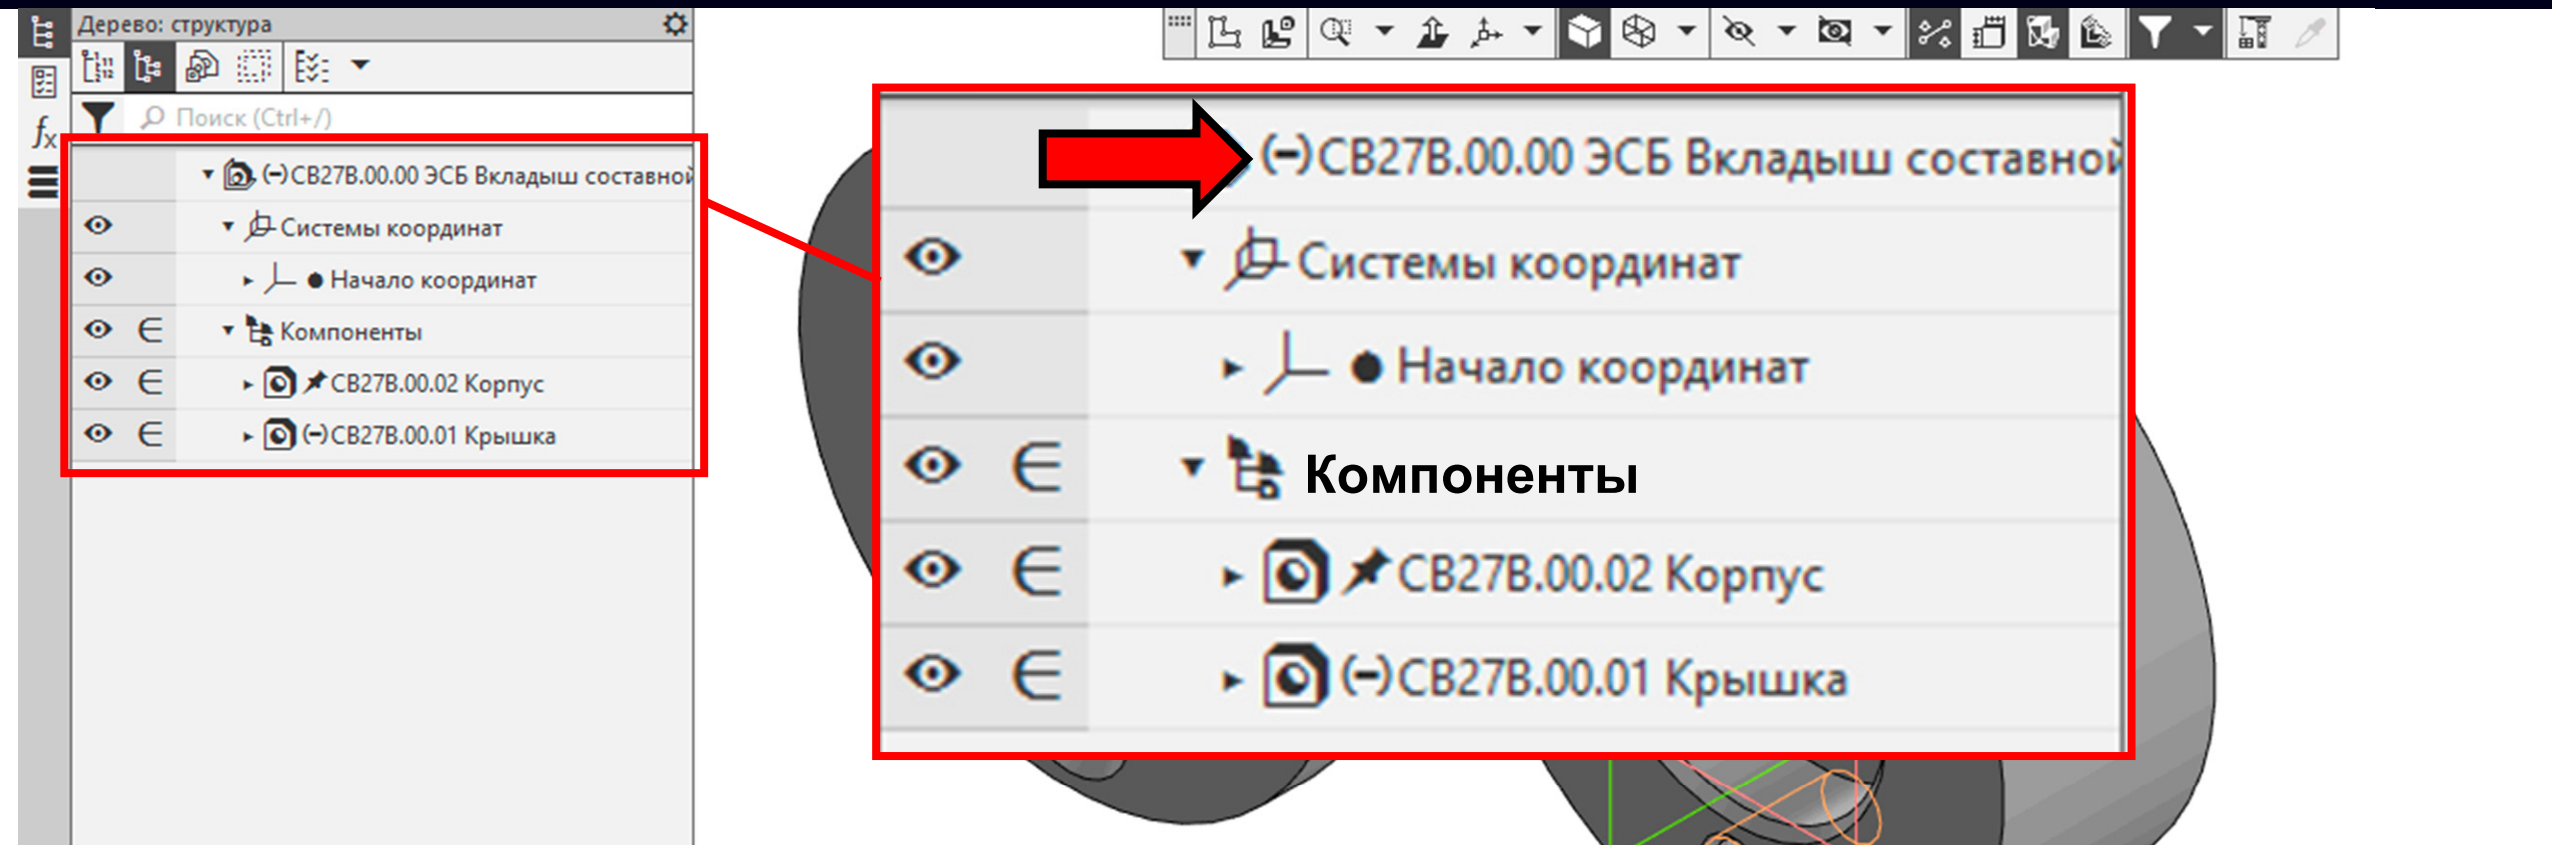 Дерево: структура
Поиск (Ctrl+/)
fx
(-)СВ27В.00.00 ЭСБ Вкладыш составной
Системы координат
Начало координат
Компоненты
СВ27В.00.02 Корпус
(-)СВ27В.00.01 Крышка
(-)СВ27В.00.00 ЭСБ Вкладыш составной
Системы координат
Начало координат
Компоненты
СВ27В.00.02 Корпус
(-)СВ27В.00.01 Крышка